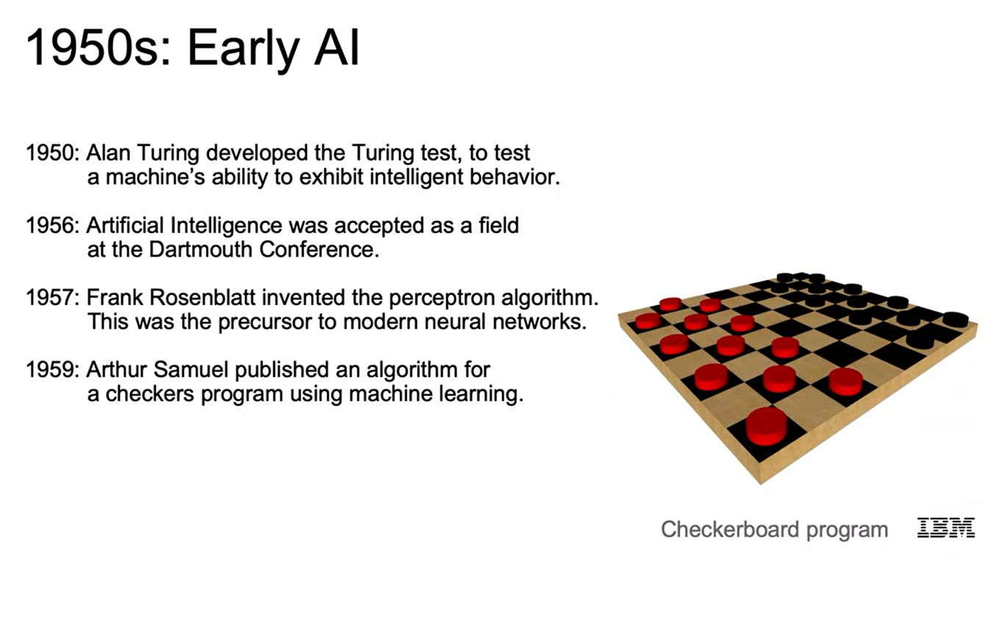 1950s: Early AI
1950: Alan Turing developed the Turing test, to test
a machine’s ability to exhibit intelligent behavior.
1956: Artificial Intelligence was accepted as a field
at the Dartmouth Conference.
1957: Frank Rosenblatt invented the perceptron algorithm.
This was the precursor to modern neural networks.
1959: Arthur Samuel published an algorithm for
a checkers program using machine learning.
Checkerboard program
IBM